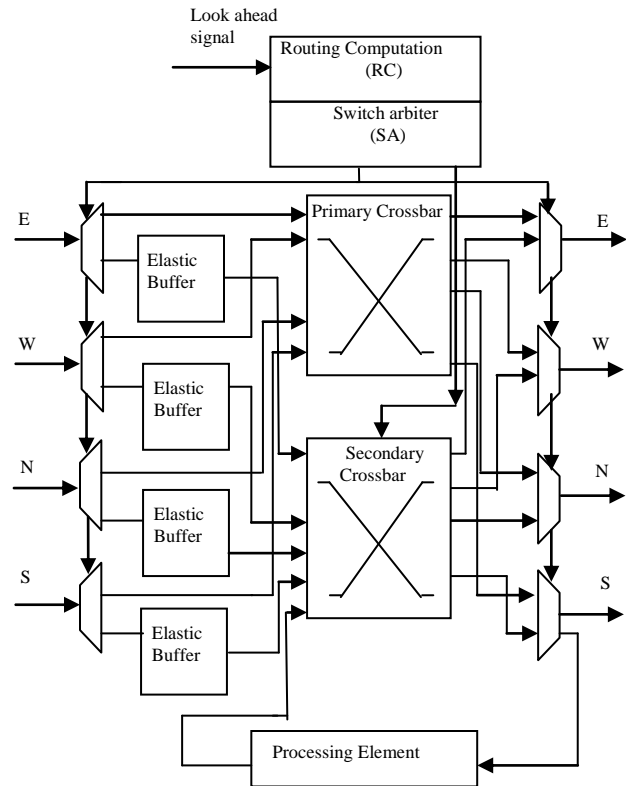 Look ahead
signal
Routing Computation
(RC)
Switch arbiter
(SA)
E
Primary Crossbar
E
Elastic
Buffer
W
W
Elastic
Buffer
Secondary
Crossbar
N
N
Elastic
Buffer
S
S
Elastic
Buffer
Processing Element